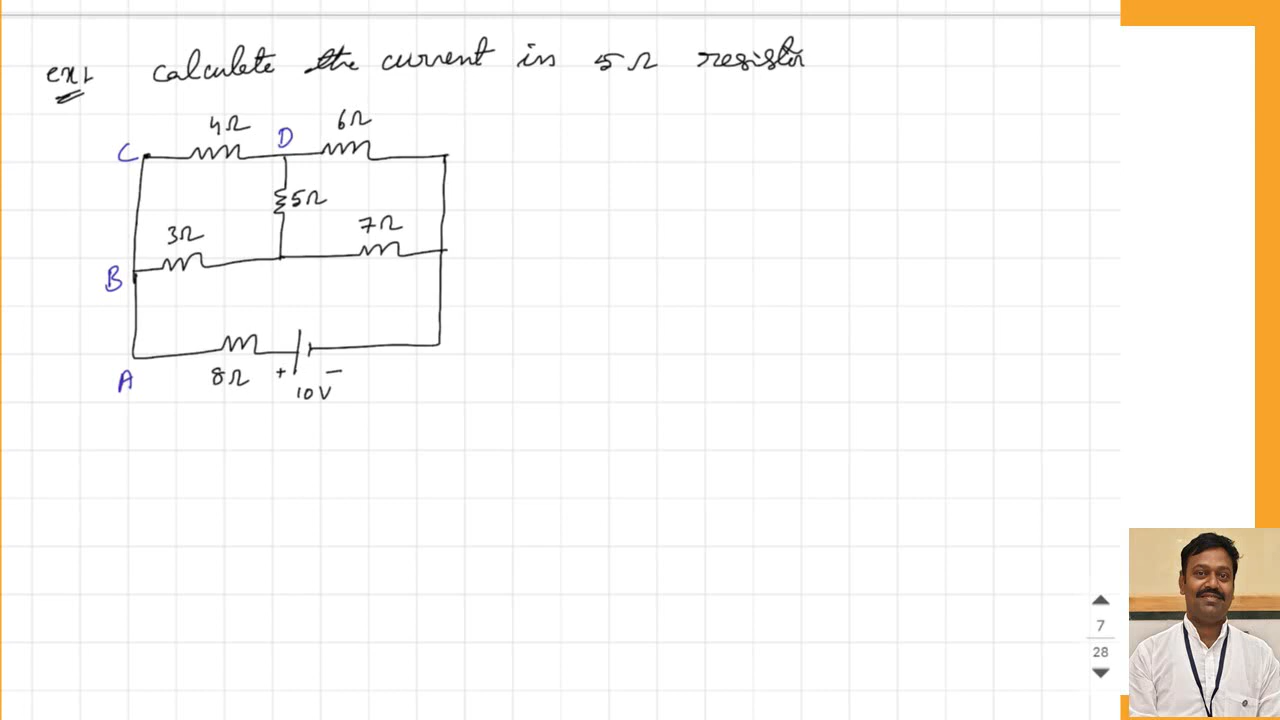 ex1 calculate the current in 5Ω resistor
4Ω D 6Ω
C
5Ω
3Ω 7Ω
B
8Ω + −
A 10V
7
28